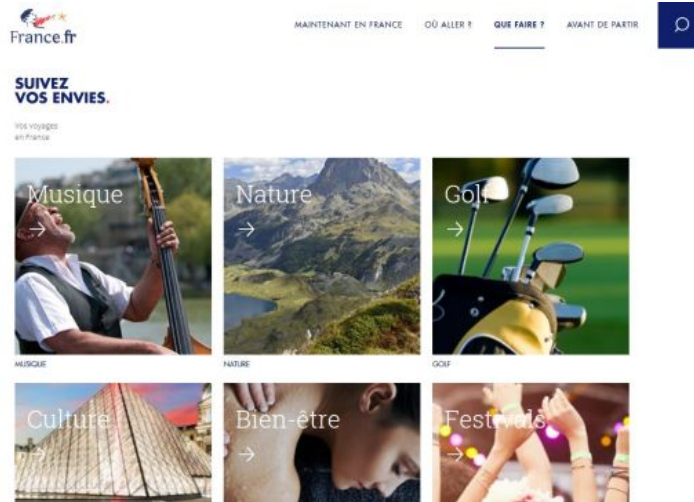 France.fr
MAINTENANT EN FRANCE
OÙ ALLER ?
QUE FAIRE ?
AVANT DE PARTIR
SUIVEZ
VOS ENVIES.
Vos voyages
en France
Musique
Nature
Golf
MUSIQUE
NATURE
GOLF
Culture
Bien-être
Festivals